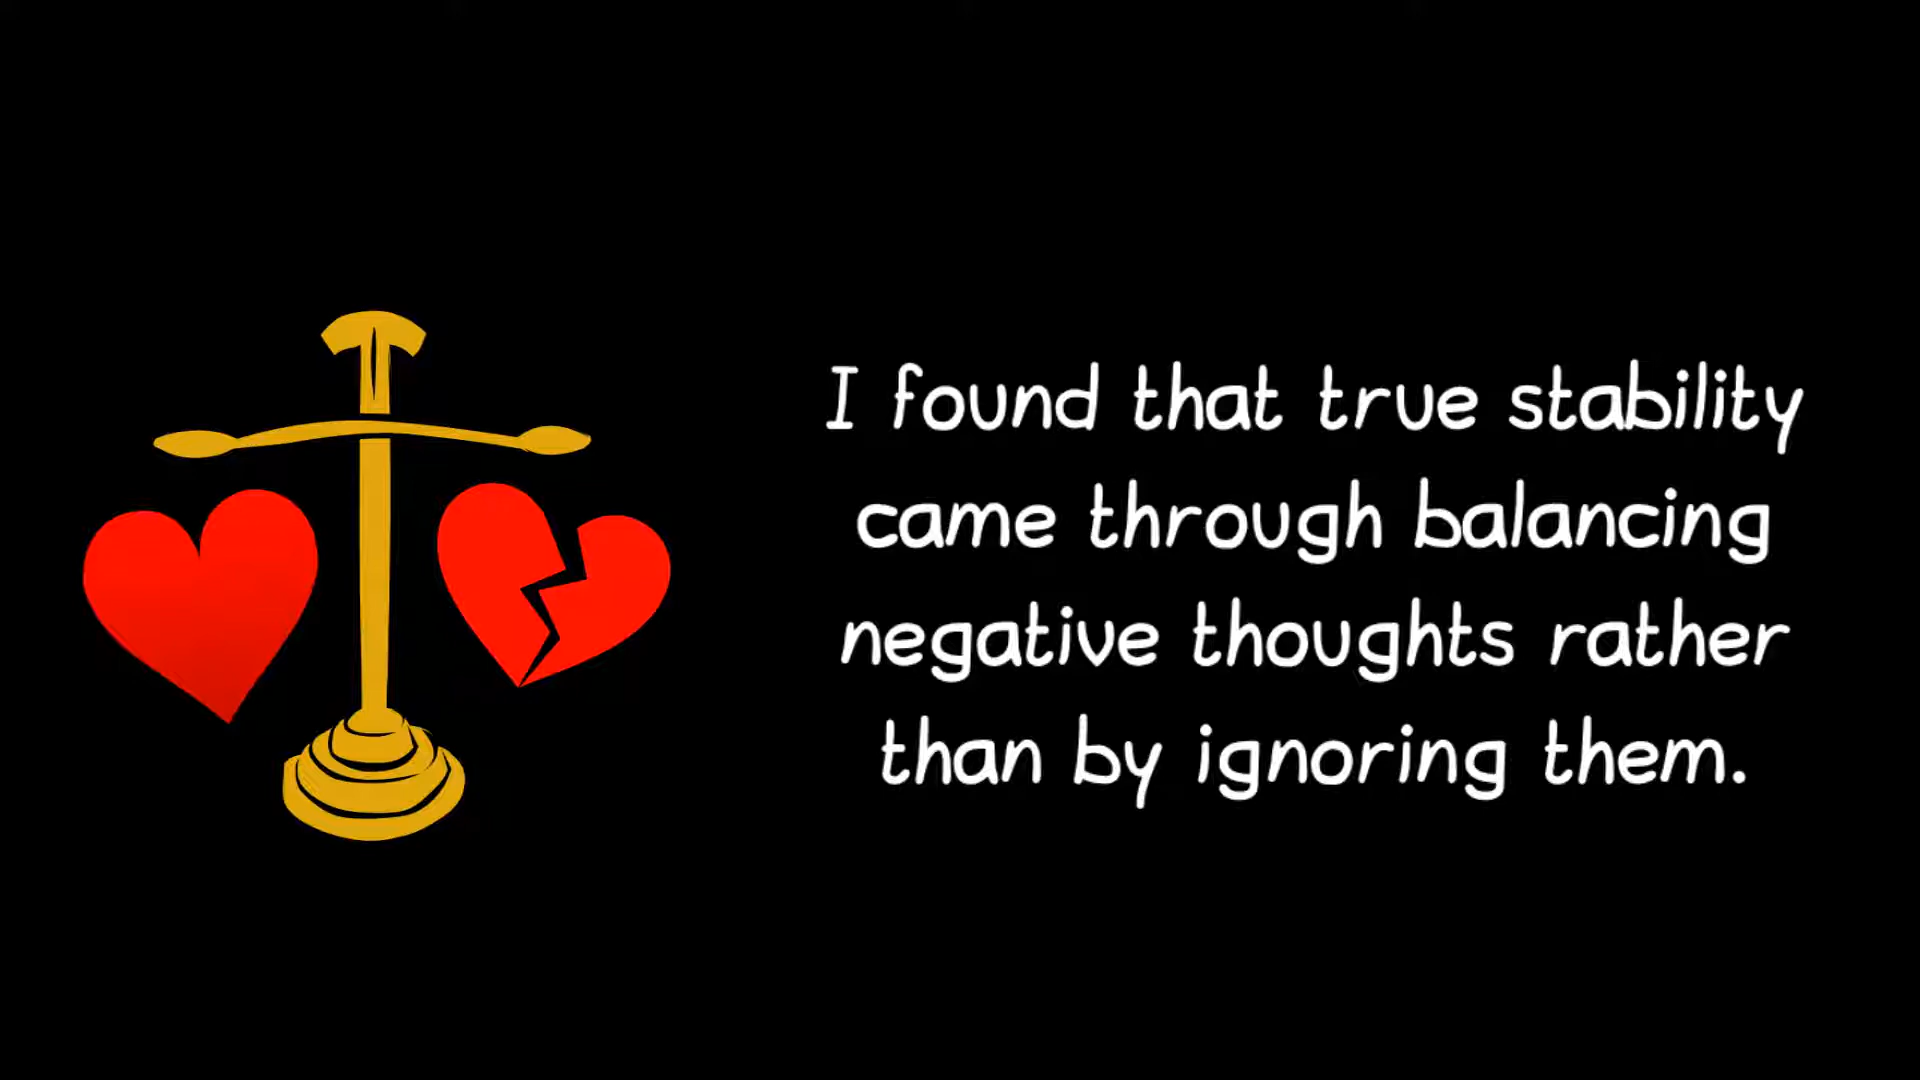 I found that true stability
came through balancing
negative thoughts rather
than by ignoring them.